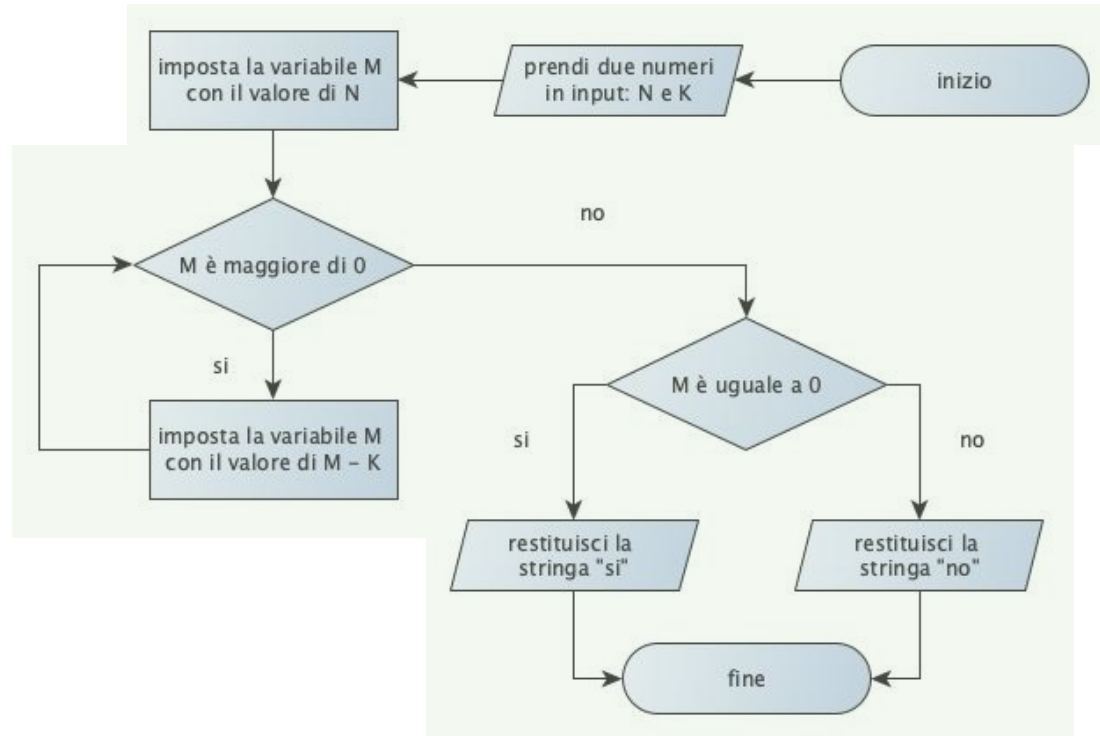 inizio
prendi due numeri
in input: N e K
imposta la variabile M
con il valore di N
M è maggiore di 0
no
si
imposta la variabile M
con il valore di M – K
M è uguale a 0
si
no
restituisci la
stringa "si"
restituisci la
stringa "no"
fine